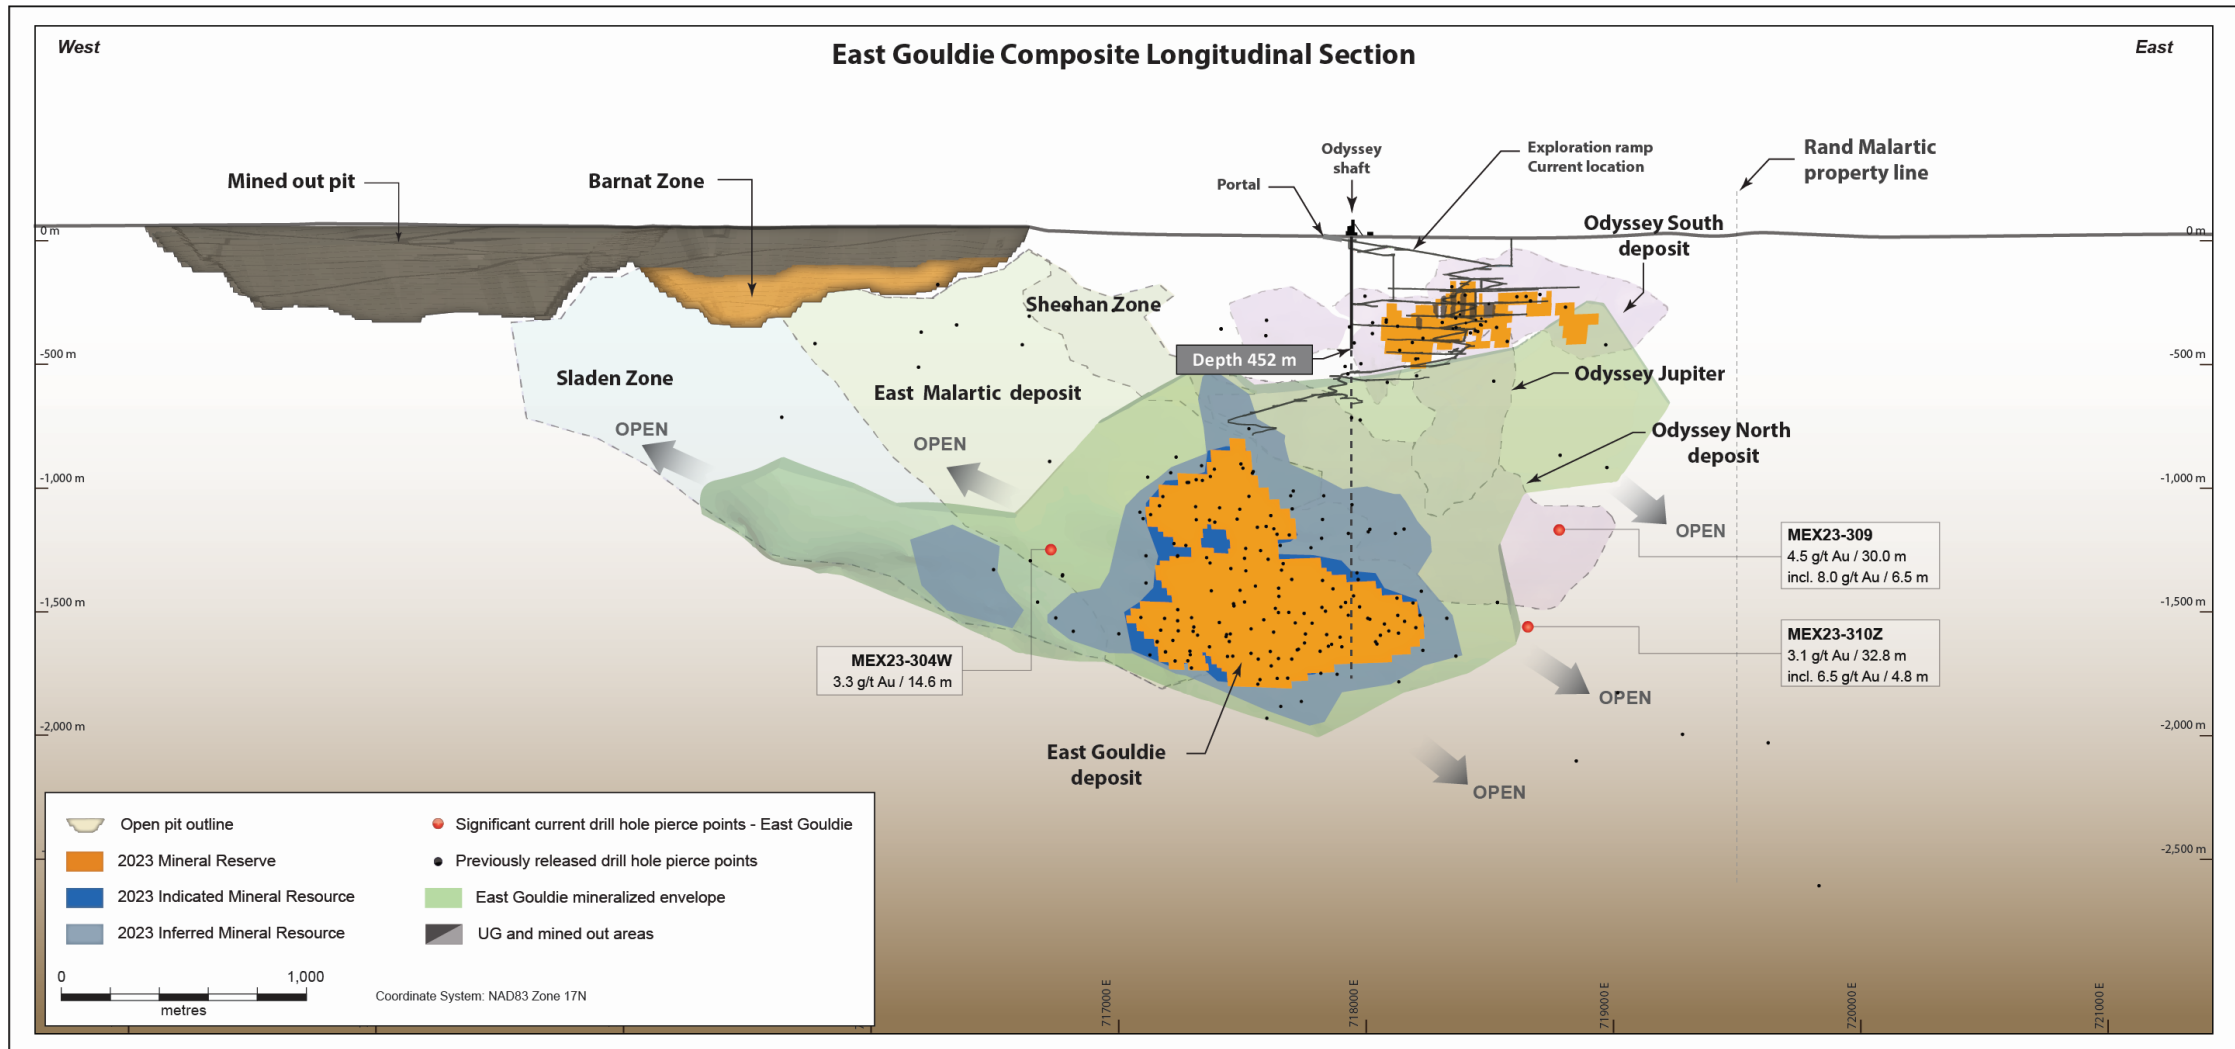 West
East Gouldie Composite Longitudinal Section
East
Mined out pit
Barnat Zone
Portal
Odyssey
shaft
Exploration ramp
Current location
Rand Malartic
property line
Odyssey South
deposit
0 m
0 m
Sheehan Zone
-500 m
-500 m
Depth 452 m
Sladen Zone
East Malartic deposit
Odyssey Jupiter
OPEN
OPEN
Odyssey North
deposit
-1,000 m
-1,000 m
OPEN
MEX23-309
4.5 g/t Au / 30.0 m
incl. 8.0 g/t Au / 6.5 m
-1,500 m
-1,500 m
MEX23-310Z
3.1 g/t Au / 32.8 m
incl. 6.5 g/t Au / 4.8 m
MEX23-304W
3.3 g/t Au / 14.6 m
OPEN
-2,000 m
-2,000 m
East Gouldie
deposit
OPEN
-2,500 m
Open pit outline
2023 Mineral Reserve
2023 Indicated Mineral Resource
2023 Inferred Mineral Resource
Significant current drill hole pierce points - East Gouldie
Previously released drill hole pierce points
East Gouldie mineralized envelope
UG and mined out areas
0
1,000
metres
Coordinate System: NAD83 Zone 17N
717000 E
718000 E
719000 E
720000 E
721000 E